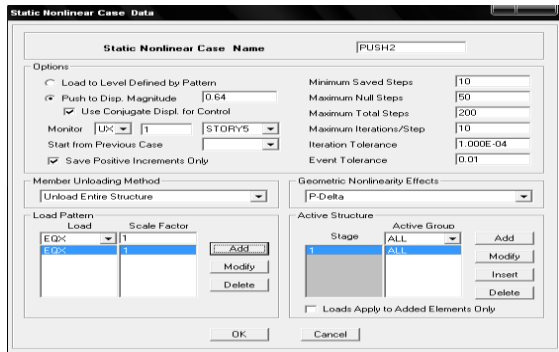 Static Nonlinear Case Data
Static Nonlinear Case Name PUSH2
Options
Load to Level Defined by Pattern
Push to Disp. Magnitude 0.64
Use Conjugate Displ. for Control
Monitor UX 1 STORY5
Start from Previous Case
Save Positive Increments Only
Minimum Saved Steps 10
Maximum Null Steps 50
Maximum Total Steps 200
Maximum Iterations/Step 10
Iteration Tolerance 1.000E-04
Event Tolerance 0.01
Member Unloading Method
Unload Entire Structure
Geometric Nonlinearity Effects
P-Delta
Load Pattern
Load Scale Factor
EQX 1
EQX 1
Add
Modify
Delete
Active Structure
Stage Active Group
ALL
1 ALL
Add
Modify
Insert
Delete
Loads Apply to Added Elements Only
OK Cancel